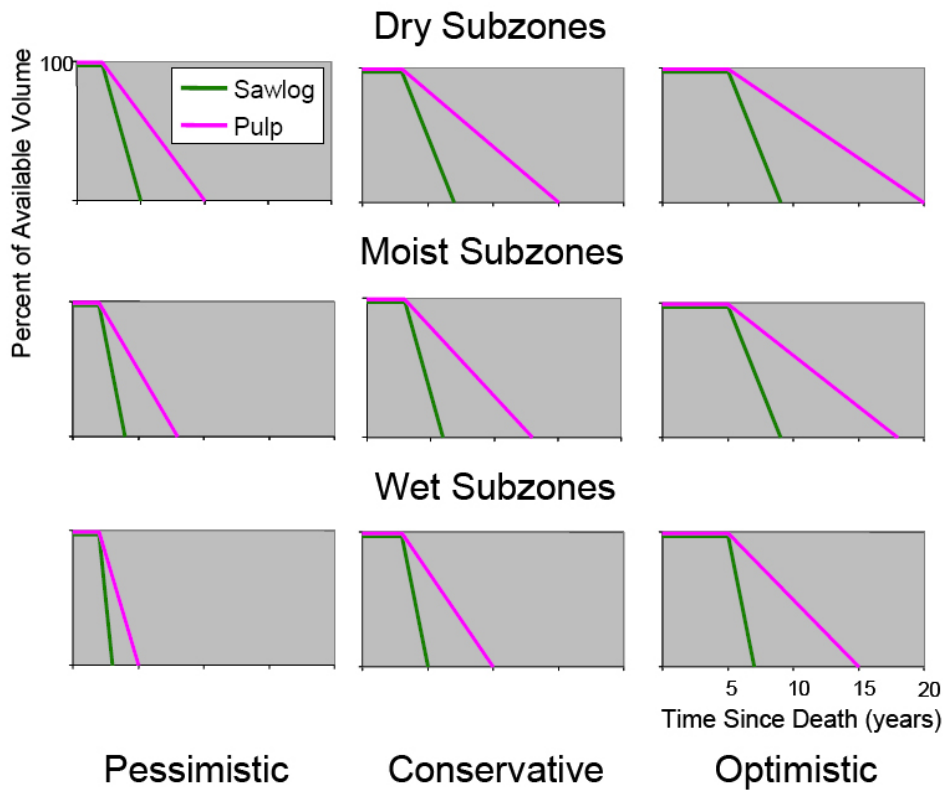 Dry Subzones
Percent of Available Volume
100
Sawlog
Pulp
Moist Subzones
Wet Subzones
5 10 15 20
Time Since Death (years)
Pessimistic Conservative Optimistic